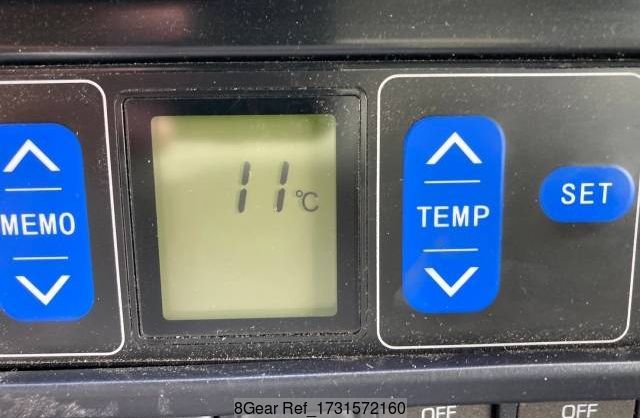 11 °C
MEMO
TEMP
SET
OFF
OFF
8Gear Ref_1731572160